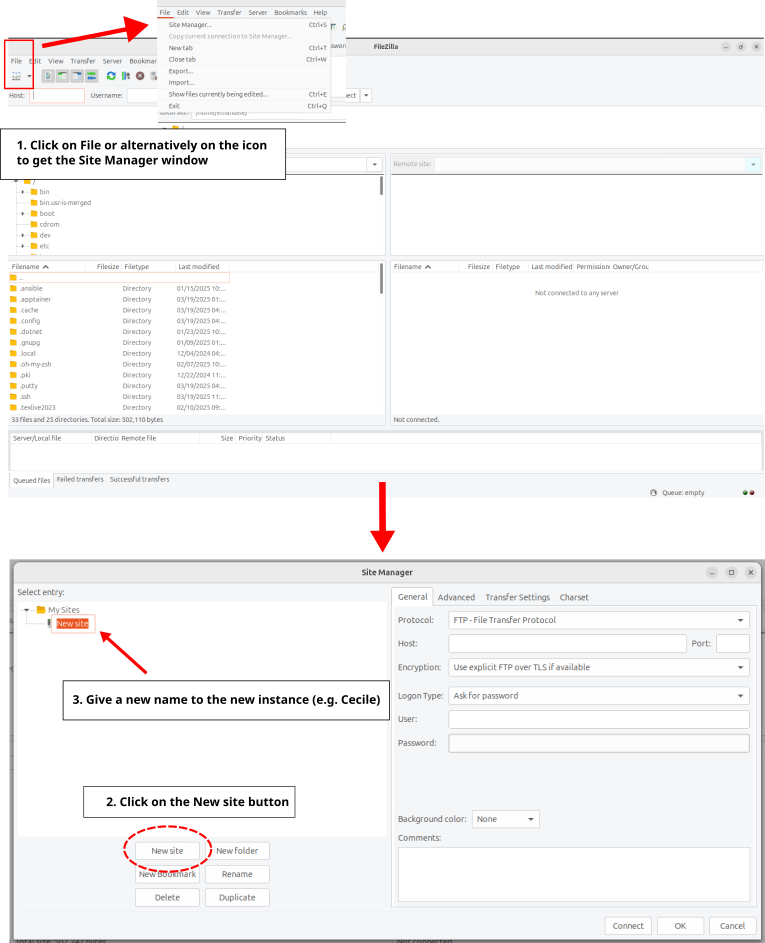 File Edit View Transfer Server Bookmarks Help
Site Manager... Ctrl+S
Copy current connection to Site Manager...
New tab Ctrl+T
Close tab Ctrl+W
Export...
Import...
Show files currently being edited... Ctrl+E
Exit Ctrl+Q
FileZilla
File Edit View Transfer Server Bookmar
Host: Username:
1. Click on File or alternatively on the icon
to get the Site Manager window
Remote site:
/
bin
bin.usr-is-merged
boot
cdrom
dev
etc
Filename Filesize Filetype Last modified
..
.ansible Directory 01/15/2025 10:...
.apptainer Directory 03/19/2025 01:...
.cache Directory 03/19/2025 04:...
.config Directory 03/19/2025 04:...
.dotnet Directory 01/23/2025 10:...
.gnupg Directory 01/09/2025 01:...
.local Directory 12/04/2024 04:...
.oh-my-zsh Directory 02/07/2025 10:...
.pki Directory 12/22/2024 11:...
.putty Directory 03/19/2025 04:...
.ssh Directory 03/19/2025 11:...
.texlive2023 Directory 02/10/2025 09:...
33 files and 25 directories. Total size: 502,110 bytes
Filename Filesize Filetype Last modified Permission: Owner/Grou
Not connected to any server
Not connected.
Server/Local file Directio Remote file Size Priority Status
Queued files Failed transfers Successful transfers
Queue: empty
Site Manager
Select entry:
My Sites
New site
3. Give a new name to the new instance (e.g. Cecile)
2. Click on the New site button
New site New folder
New Bookmark Rename
Delete Duplicate
General Advanced Transfer Settings Charset
Protocol: FTP - File Transfer Protocol
Host: Port:
Encryption: Use explicit FTP over TLS if available
Logon Type: Ask for password
User:
Password:
Background color: None
Comments:
Connect OK Cancel